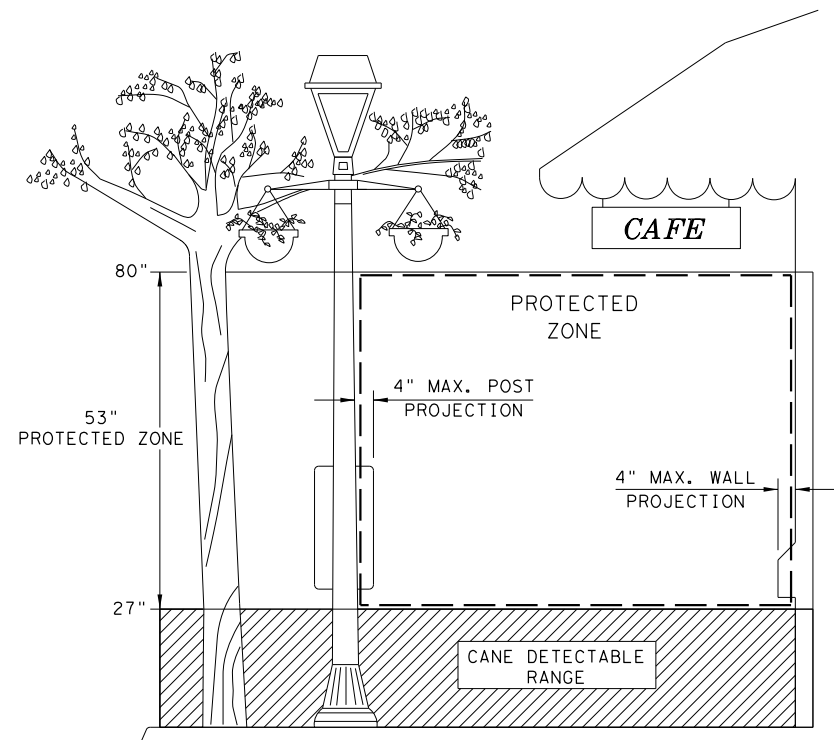 CAFE
80"
PROTECTED
ZONE
4" MAX. POST
PROJECTION
53"
PROTECTED ZONE
4" MAX. WALL
PROJECTION
27"
CANE DETECTABLE
RANGE